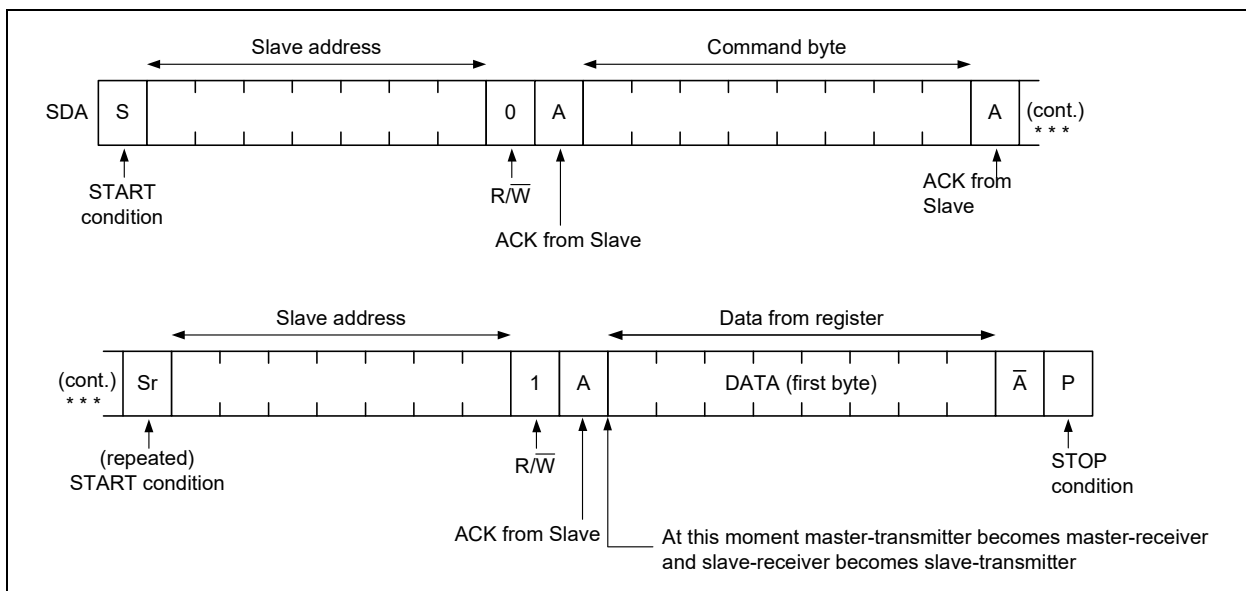 Slave address
Command byte
SDA
S
0
A
A
(cont.)
* * *
START
condition
R/W̅
ACK from Slave
ACK from
Slave
Slave address
Data from register
(cont.)
* * *
Sr
1
A
DATA (first byte)
A̅
P
(repeated)
START condition
R/W̅
ACK from Slave
STOP
condition
At this moment master-transmitter becomes master-receiver
and slave-receiver becomes slave-transmitter